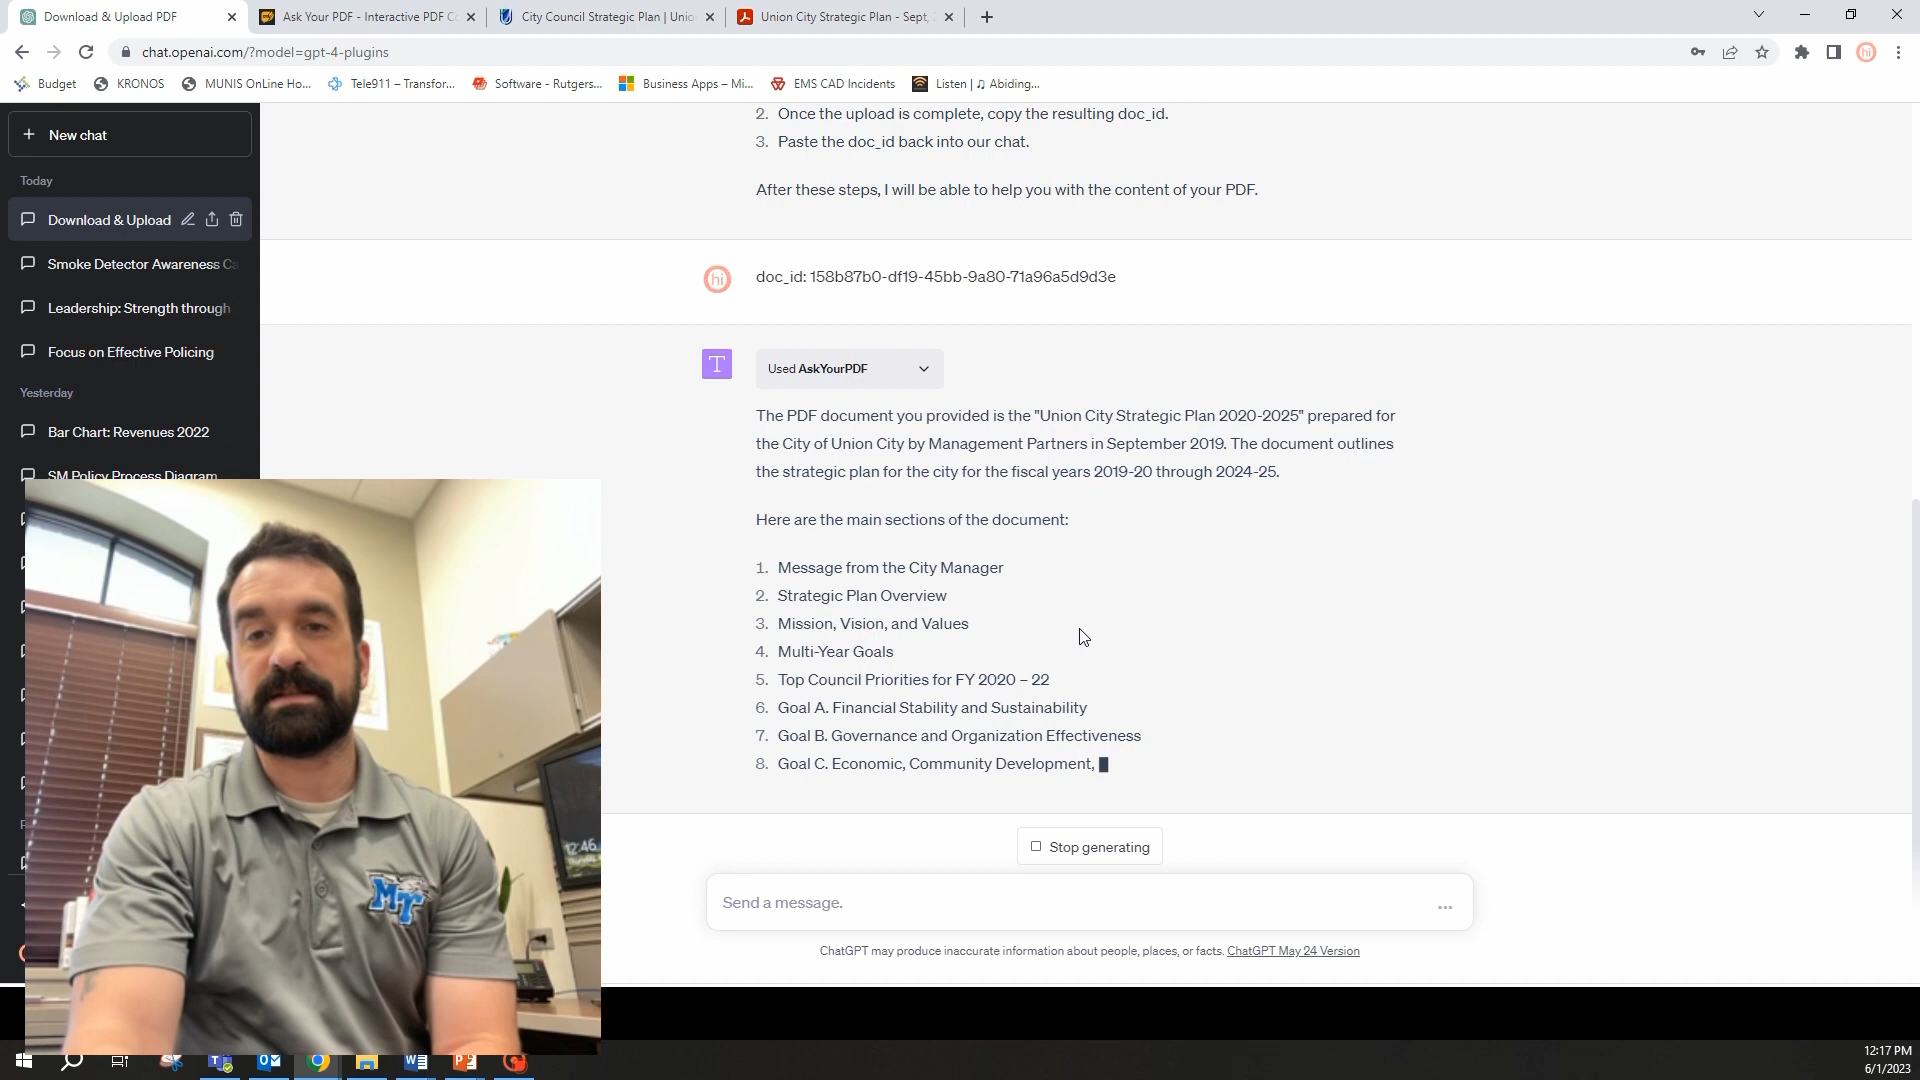 Download & Upload PDF
Ask Your PDF - Interactive PDF C
City Council Strategic Plan | Unio
Union City Strategic Plan - Sept,
chat.openai.com/?model=gpt-4-plugins
hi
Budget
KRONOS
MUNIS OnLine Ho...
Tele911 – Transfor...
Software - Rutgers...
Business Apps – Mi...
EMS CAD Incidents
Listen | ♫ Abiding...
New chat
Today
Download & Upload
Smoke Detector Awareness Ca
Leadership: Strength through
Focus on Effective Policing
Yesterday
Bar Chart: Revenues 2022
SM Policy Process Diagram
2. Once the upload is complete, copy the resulting doc_id.
3. Paste the doc_id back into our chat.
After these steps, I will be able to help you with the content of your PDF.
hi
doc_id: 158b87b0-df19-45bb-9a80-71a96a5d9d3e
T
Used AskYourPDF
The PDF document you provided is the "Union City Strategic Plan 2020-2025" prepared for
the City of Union City by Management Partners in September 2019. The document outlines
the strategic plan for the city for the fiscal years 2019-20 through 2024-25.
Here are the main sections of the document:
1. Message from the City Manager
2. Strategic Plan Overview
3. Mission, Vision, and Values
4. Multi-Year Goals
5. Top Council Priorities for FY 2020 – 22
6. Goal A. Financial Stability and Sustainability
7. Goal B. Governance and Organization Effectiveness
8. Goal C. Economic, Community Development,
Stop generating
Send a message.
...
ChatGPT may produce inaccurate information about people, places, or facts. ChatGPT May 24 Version
12:46
MT
12:17 PM
6/1/2023